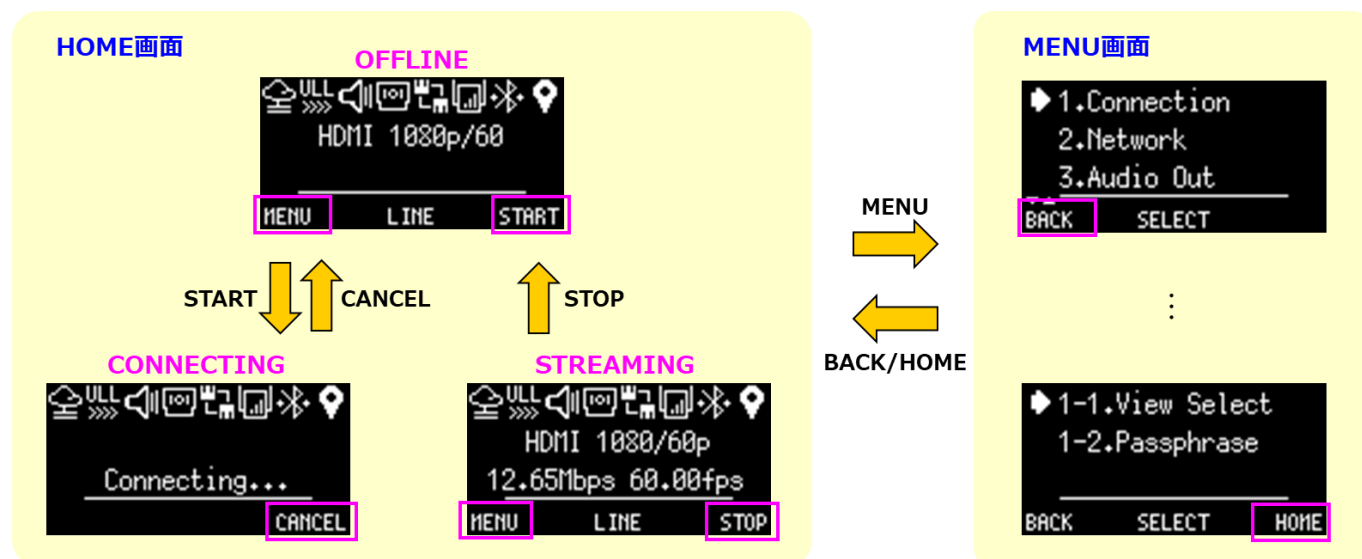 HOME画面
OFFLINE
ULL
HDMI 1080p/60
MENU LINE START
START
CANCEL
STOP
CONNECTING
ULL
Connecting...
CANCEL
STREAMING
ULL
HDMI 1080/60p
12.65Mbps 60.00fps
MENU LINE STOP
MENU
BACK/HOME
MENU画面
1.Connection
2.Network
3.Audio Out
BACK SELECT
⋮
1-1.View Select
1-2.Passphrase
BACK SELECT HOME